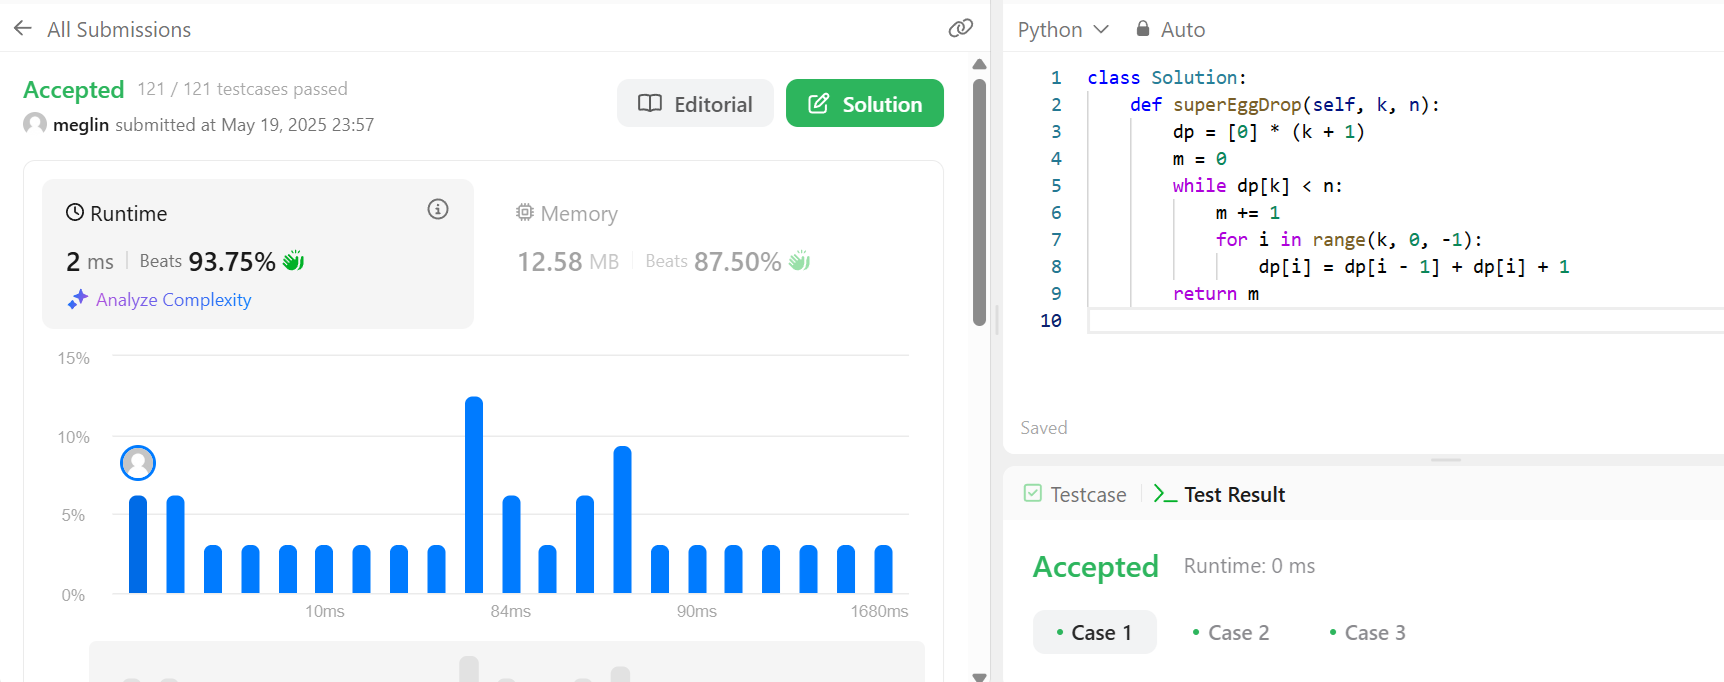 All Submissions
Accepted 121 / 121 testcases passed
meglin submitted at May 19, 2025 23:57
Editorial
Solution
Runtime
2 ms Beats 93.75%
Analyze Complexity
Memory
12.58 MB Beats 87.50%
15%
10%
5%
0%
10ms 84ms 90ms 1680ms
Python Auto
1 class Solution:
2     def superEggDrop(self, k, n):
3         dp = [0] * (k + 1)
4         m = 0
5         while dp[k] < n:
6             m += 1
7             for i in range(k, 0, -1):
8                 dp[i] = dp[i - 1] + dp[i] + 1
9         return m
10
Saved
Testcase Test Result
Accepted Runtime: 0 ms
• Case 1 • Case 2 • Case 3